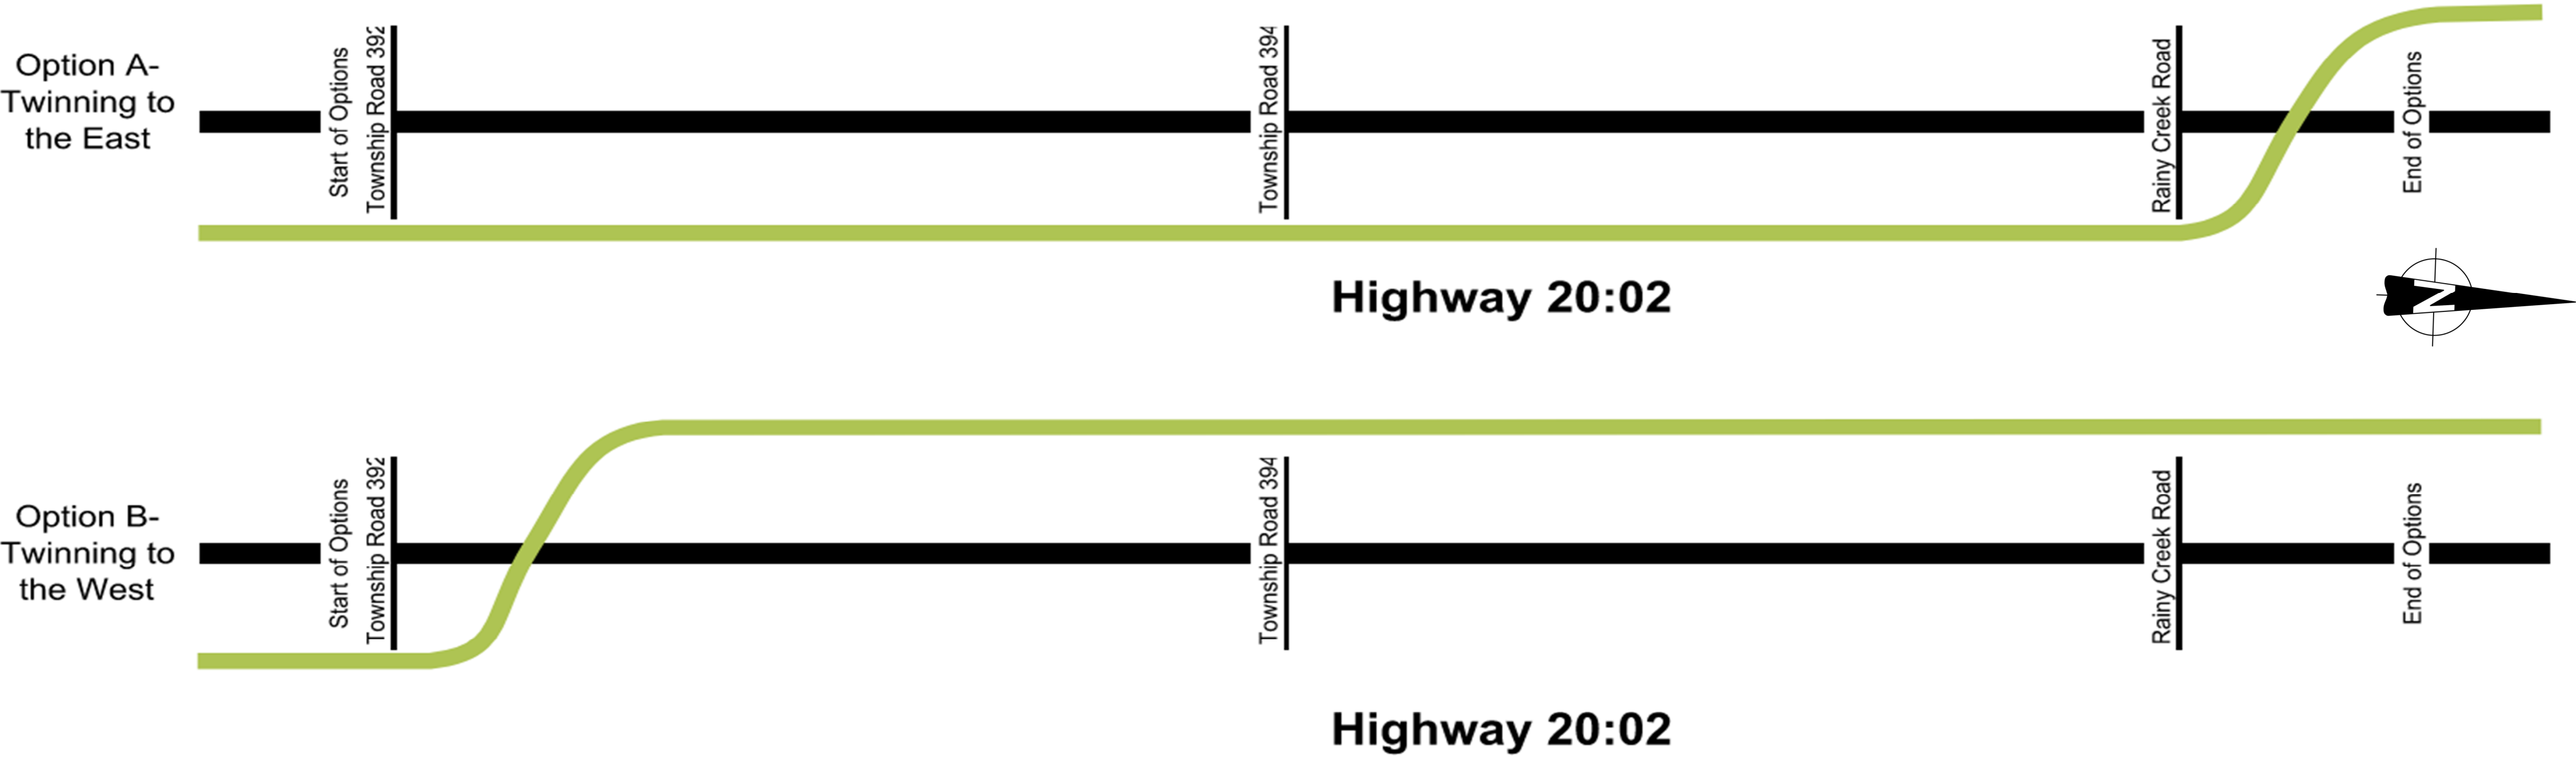 Option A-
Twinning to
the East
Start of Options
Township Road 392
Township Road 394
Rainy Creek Road
End of Options
Highway 20:02
N
Option B-
Twinning to
the West
Start of Options
Township Road 392
Township Road 394
Rainy Creek Road
End of Options
Highway 20:02